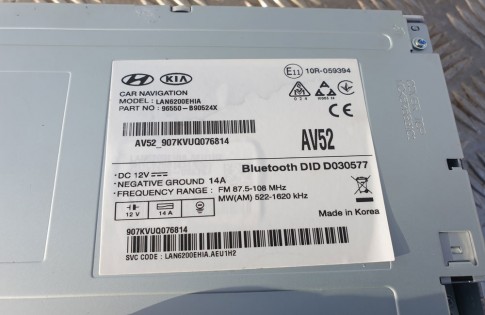 HYUNDAI KIA
E11 10R-059394
CAR NAVIGATION
MODEL : LAN6200EHIA
PART NO : 96550-B90524X
CE
AV52_907KVUQ076814
AV52
Bluetooth DID D030577
•DC 12V
•NEGATIVE GROUND 14A
•FREQUENCY RANGE : FM 87.5-108 MHz
MW(AM) 522-1620 kHz
12 V
14 A
Made in Korea
907KVUQ076814
SVC CODE : LAN6200EHIA.AEU1H2